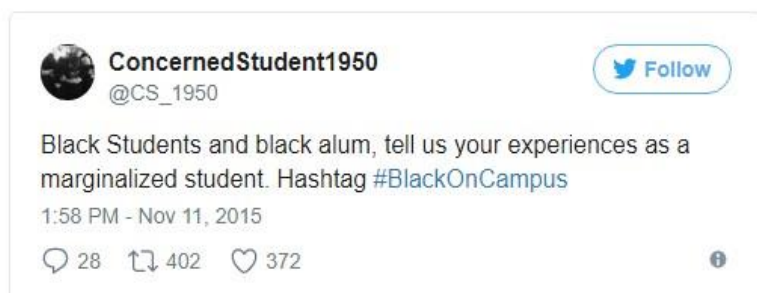 ConcernedStudent1950
Follow
@CS_1950
Black Students and black alum, tell us your experiences as a
marginalized student. Hashtag #BlackOnCampus
1:58 PM - Nov 11, 2015
28 402 372